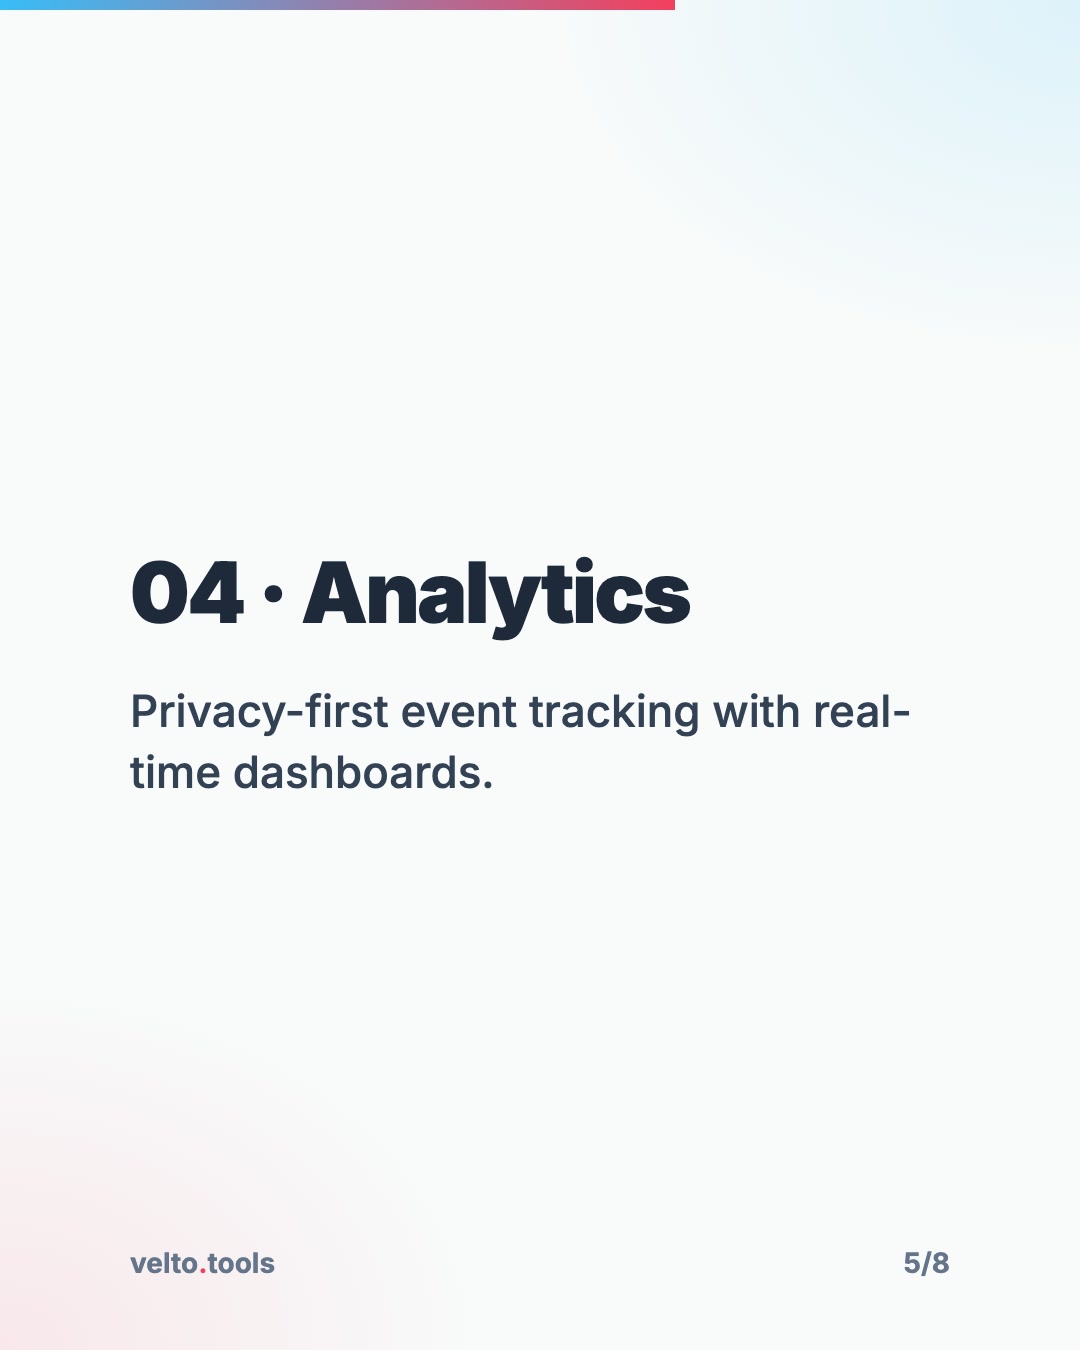 04 · Analytics
Privacy-first event tracking with real-
time dashboards.
velto.tools
5/8